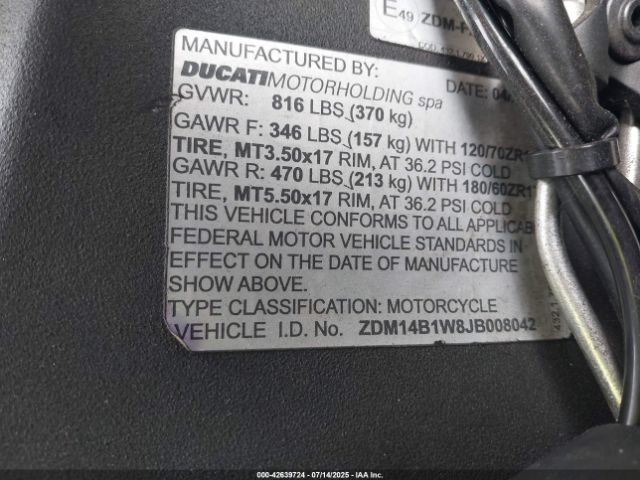 E49 ZDM-F
MANUFACTURED BY:
DUCATI MOTORHOLDING spa
DATE: 04/
GVWR: 816 LBS.(370 kg)
GAWR F: 346 LBS.(157 kg) WITH 120/70ZR1
TIRE, MT3.50x17 RIM, AT 36.2 PSI COLD
GAWR R: 470 LBS.(213 kg) WITH 180/60ZR17
TIRE, MT5.50x17 RIM, AT 36.2 PSI COLD
THIS VEHICLE CONFORMS TO ALL APPLICAB
FEDERAL MOTOR VEHICLE STANDARDS IN
EFFECT ON THE DATE OF MANUFACTURE
SHOW ABOVE.
TYPE CLASSIFICATION: MOTORCYCLE
VEHICLE I.D. No. ZDM14B1W8JB008042
432.1
00-42639724 | 07/14/2025 | IAA Inc.